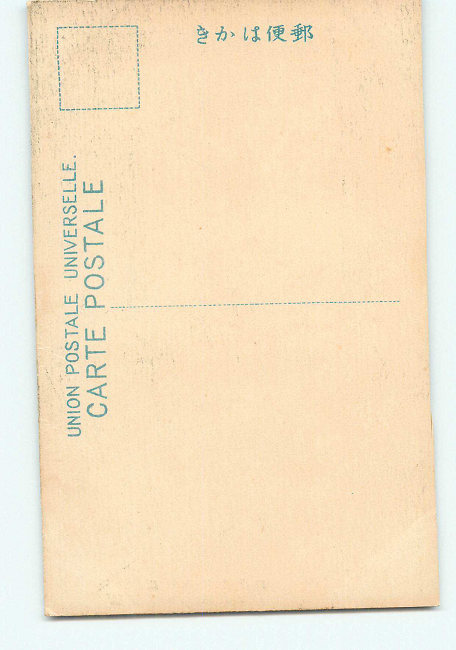 郵便はかき
UNION POSTALE UNIVERSELLE.
CARTE POSTALE